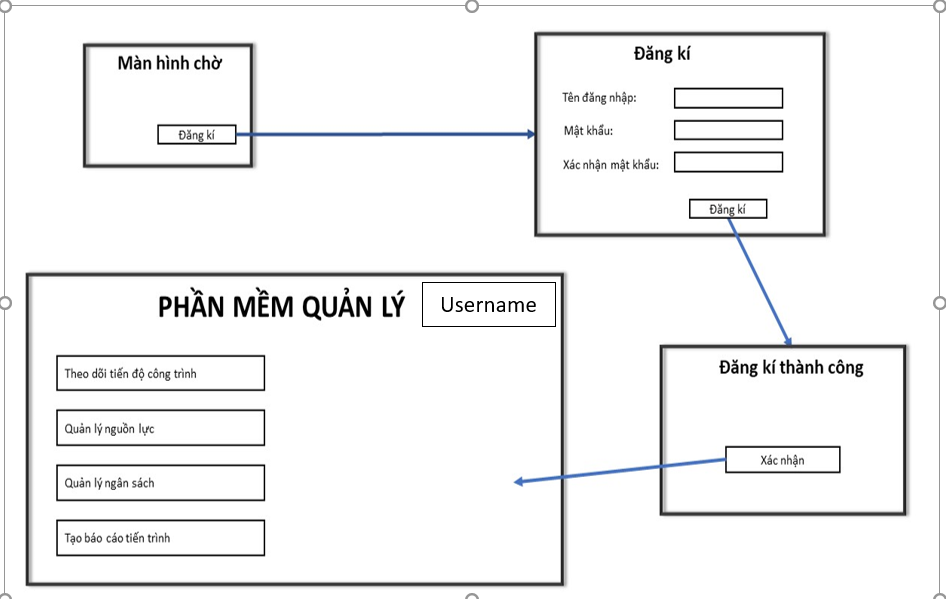 Màn hình chờ
Đăng kí
Đăng kí
Tên đăng nhập:
Mật khẩu:
Xác nhận mật khẩu:
Đăng kí
PHẦN MỀM QUẢN LÝ
Username
Theo dõi tiến độ công trình
Quản lý nguồn lực
Quản lý ngân sách
Tạo báo cáo tiến trình
Đăng kí thành công
Xác nhận